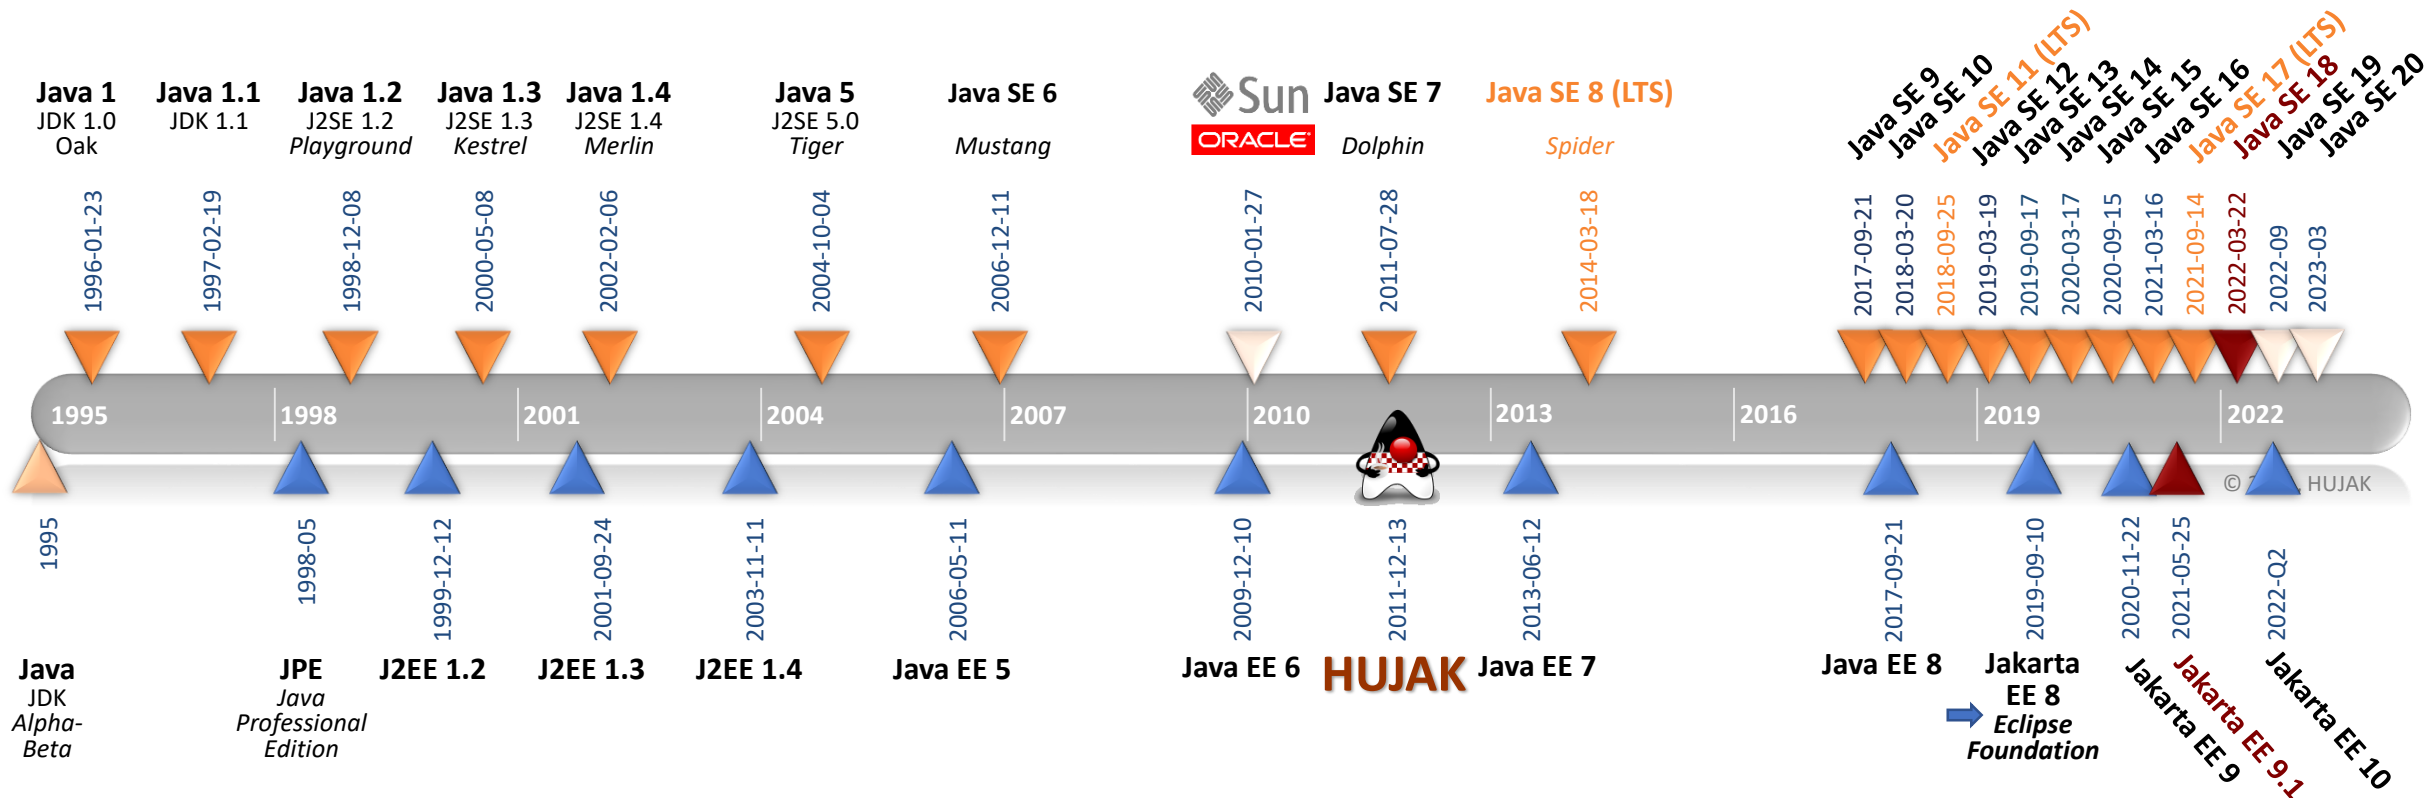 Java 1
JDK 1.0
Oak
1996-01-23
Java 1.1
JDK 1.1
1997-02-19
Java 1.2
J2SE 1.2
Playground
1998-12-08
Java 1.3
J2SE 1.3
Kestrel
2000-05-08
Java 1.4
J2SE 1.4
Merlin
2002-02-06
Java 5
J2SE 5.0
Tiger
2004-10-04
Java SE 6
Mustang
2006-12-11
Sun
ORACLE
2010-01-27
Java SE 7
Dolphin
2011-07-28
Java SE 8 (LTS)
Spider
2014-03-18
Java SE 9
2017-09-21
Java SE 10
2018-03-20
Java SE 11 (LTS)
2018-09-25
Java SE 12
2019-03-19
Java SE 13
2019-09-17
Java SE 14
2020-03-17
Java SE 15
2020-09-15
Java SE 16
2021-03-16
Java SE 17 (LTS)
2021-09-14
Java SE 18
2022-03-22
Java SE 19
2022-09
Java SE 20
2023-03
1995
1998
2001
2004
2007
2010
2013
2016
2019
2022
© HUJAK
1995
Java
JDK
Alpha-
Beta
1998-05
JPE
Java
Professional
Edition
1999-12-12
J2EE 1.2
2001-09-24
J2EE 1.3
2003-11-11
J2EE 1.4
2006-05-11
Java EE 5
2009-12-10
Java EE 6
2011-12-13
HUJAK
2013-06-12
Java EE 7
2017-09-21
Java EE 8
2019-09-10
Jakarta
EE 8
Eclipse
Foundation
2020-11-22
Jakarta EE 9
2021-05-25
Jakarta EE 9.1
2022-Q2
Jakarta EE 10